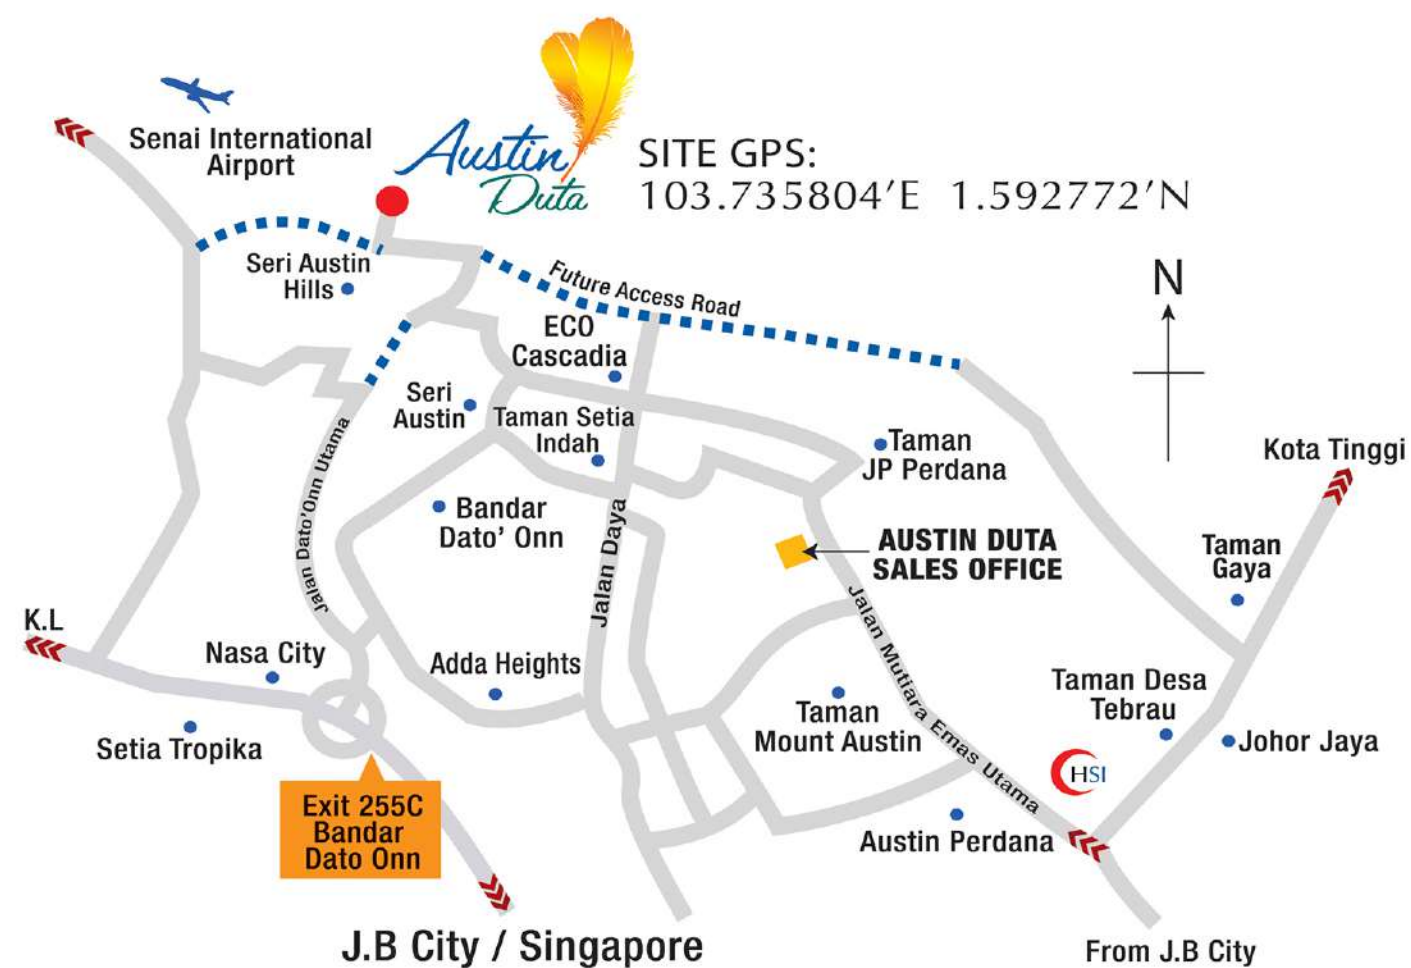 Senai International
Airport
Austin
Duta
SITE GPS:
103.735804'E 1.592772'N
Seri Austin
Hills
Future Access Road
N
ECO
Cascadia
Seri
Austin
Taman Setia
Indah
Taman
JP Perdana
Kota Tinggi
Jalan Dato'Onn Utama
Bandar
Dato' Onn
Jalan Daya
AUSTIN DUTA
SALES OFFICE
Taman
Gaya
K.L
Nasa City
Adda Heights
Jalan Mutiara Emas Utama
Taman Desa
Tebrau
Setia Tropika
Taman
Mount Austin
Johor Jaya
HSI
Exit 255C
Bandar
Dato Onn
Austin Perdana
J.B City / Singapore
From J.B City